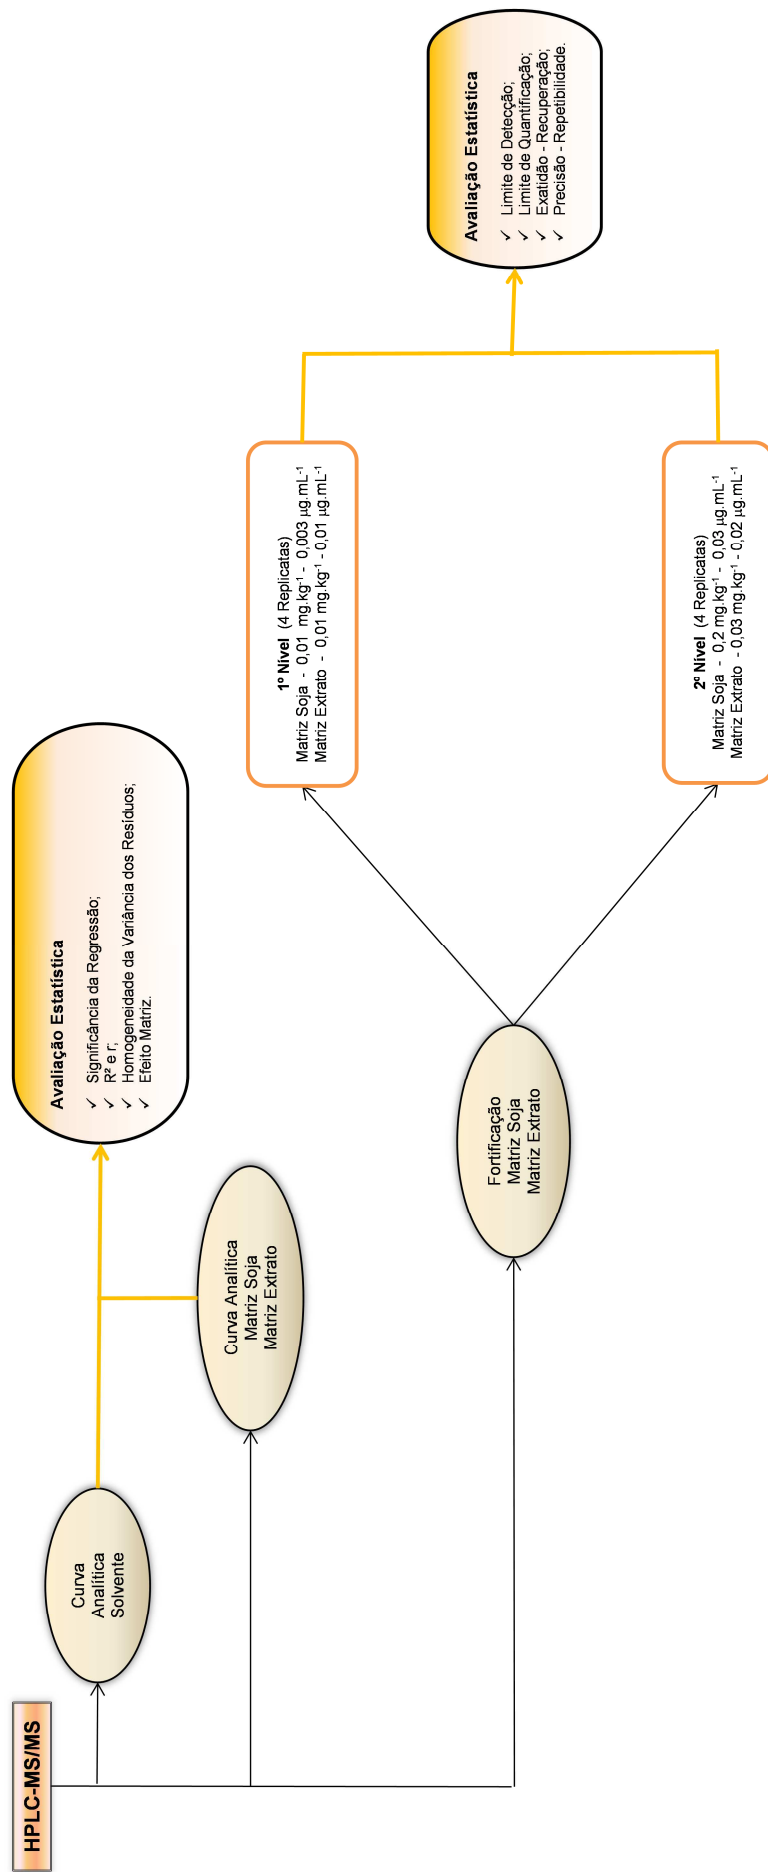 HPLC-MS/MS
Curva
Analítica
Solvente
Curva Analítica
Matriz Soja
Matriz Extrato
Avaliação Estatística
✓ Significância da Regressão;
✓ R² e r;
✓ Homogeneidade da Variância dos Resíduos;
✓ Efeito Matriz.
Fortificação
Matriz Soja
Matriz Extrato
1º Nível (4 Replicatas)
Matriz Soja - 0,01 mg.kg⁻¹ - 0,003 µg.mL⁻¹
Matriz Extrato - 0,01 mg.kg⁻¹ - 0,01 µg.mL⁻¹
2º Nível (4 Replicatas)
Matriz Soja - 0,2 mg.kg⁻¹ - 0,03 µg.mL⁻¹
Matriz Extrato - 0,03 mg.kg⁻¹ - 0,02 µg.mL⁻¹
Avaliação Estatística
✓ Limite de Detecção;
✓ Limite de Quantificação;
✓ Exatidão - Recuperação;
✓ Precisão - Repetibilidade.